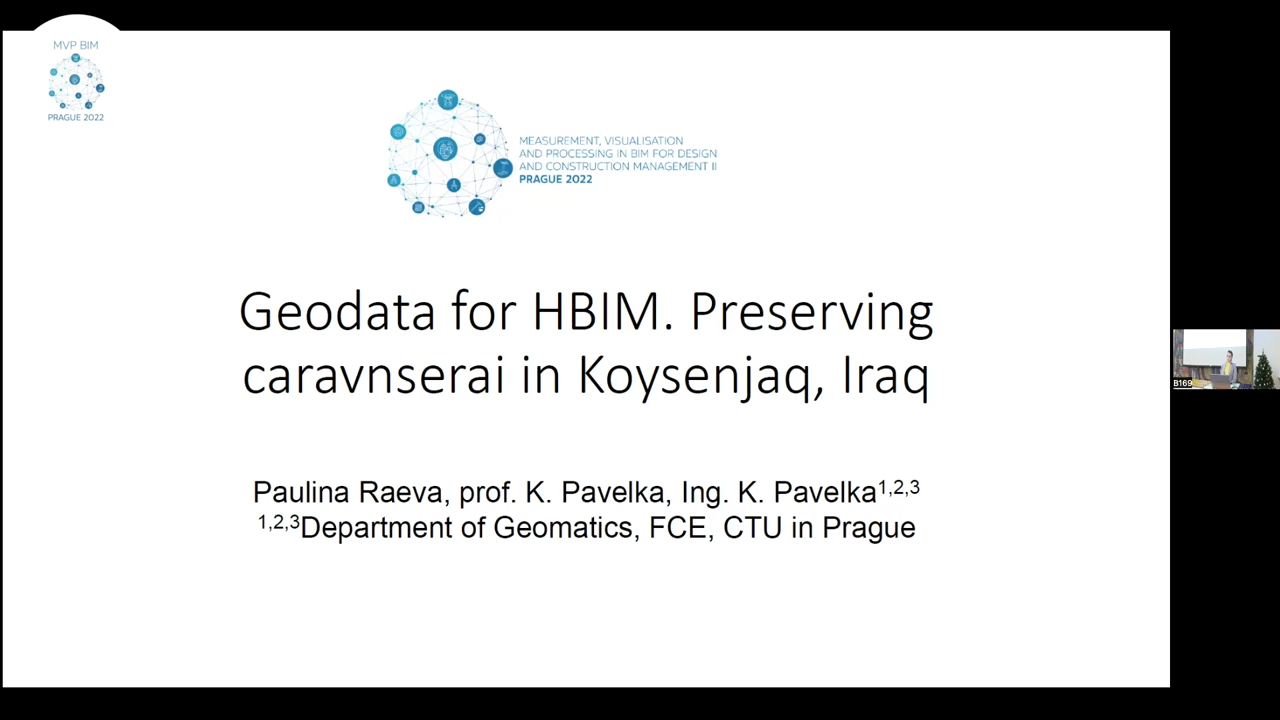 MVP BIM
PRAGUE 2022
MEASUREMENT, VISUALISATION
AND PROCESSING IN BIM FOR DESIGN
AND CONSTRUCTION MANAGEMENT II
PRAGUE 2022
Geodata for HBIM. Preserving
caravnserai in Koysenjaq, Iraq
Paulina Raeva, prof. K. Pavelka, Ing. K. Pavelka1,2,3
1,2,3Department of Geomatics, FCE, CTU in Prague
B169